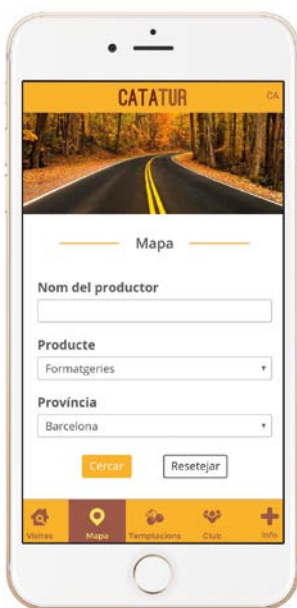 CATATUR
CA
Mapa
Nom del productor
Producte
Formatgeries
Província
Barcelona
Cercar
Resetejar
Visites
Mapa
Temptacions
Club
Info